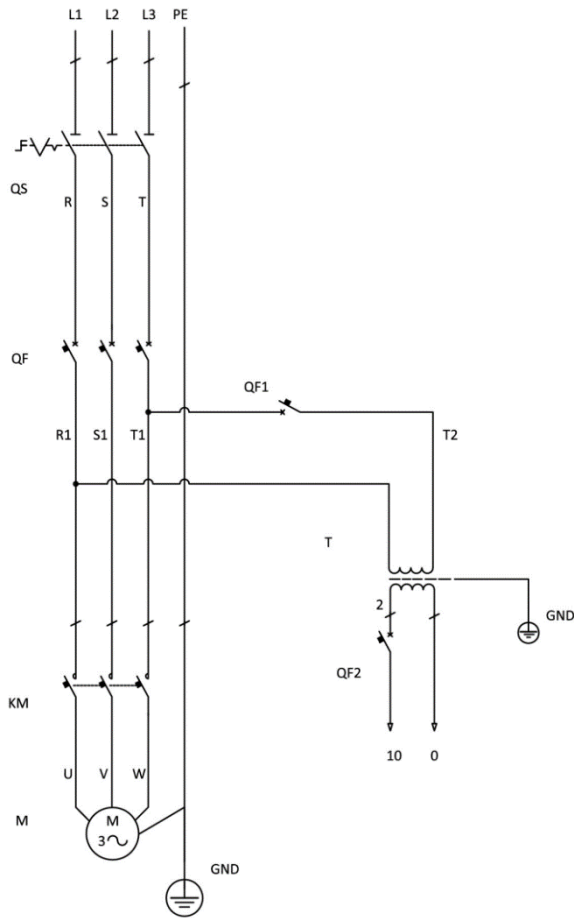 L1 L2 L3 PE
QS
R S T
QF
QF1
R1 S1 T1 T2
T
2
GND
QF2
KM
10 0
U V W
M
M
3
GND